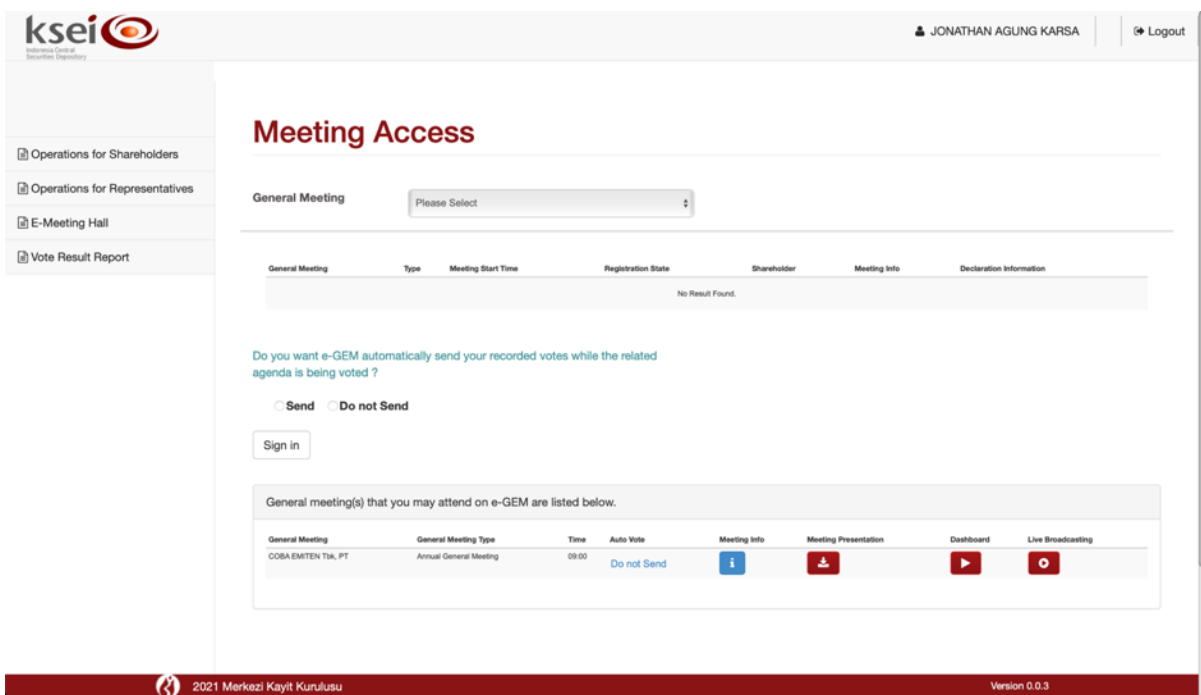 ksei
Indonesia Central
Securities Depository
JONATHAN AGUNG KARSA
Logout
Operations for Shareholders
Operations for Representatives
E-Meeting Hall
Vote Result Report
Meeting Access
General Meeting
Please Select
General Meeting Type Meeting Start Time Registration State Shareholder Meeting Info Declaration Information
No Result Found.
Do you want e-GEM automatically send your recorded votes while the related
agenda is being voted ?
Send Do not Send
Sign in
General meeting(s) that you may attend on e-GEM are listed below.
General Meeting General Meeting Type Time Auto Vote Meeting Info Meeting Presentation Dashboard Live Broadcasting
COBA EMITEN Tbk, PT Annual General Meeting 09:00 Do not Send i
2021 Merkezi Kayit Kurulusu
Version 0.0.3